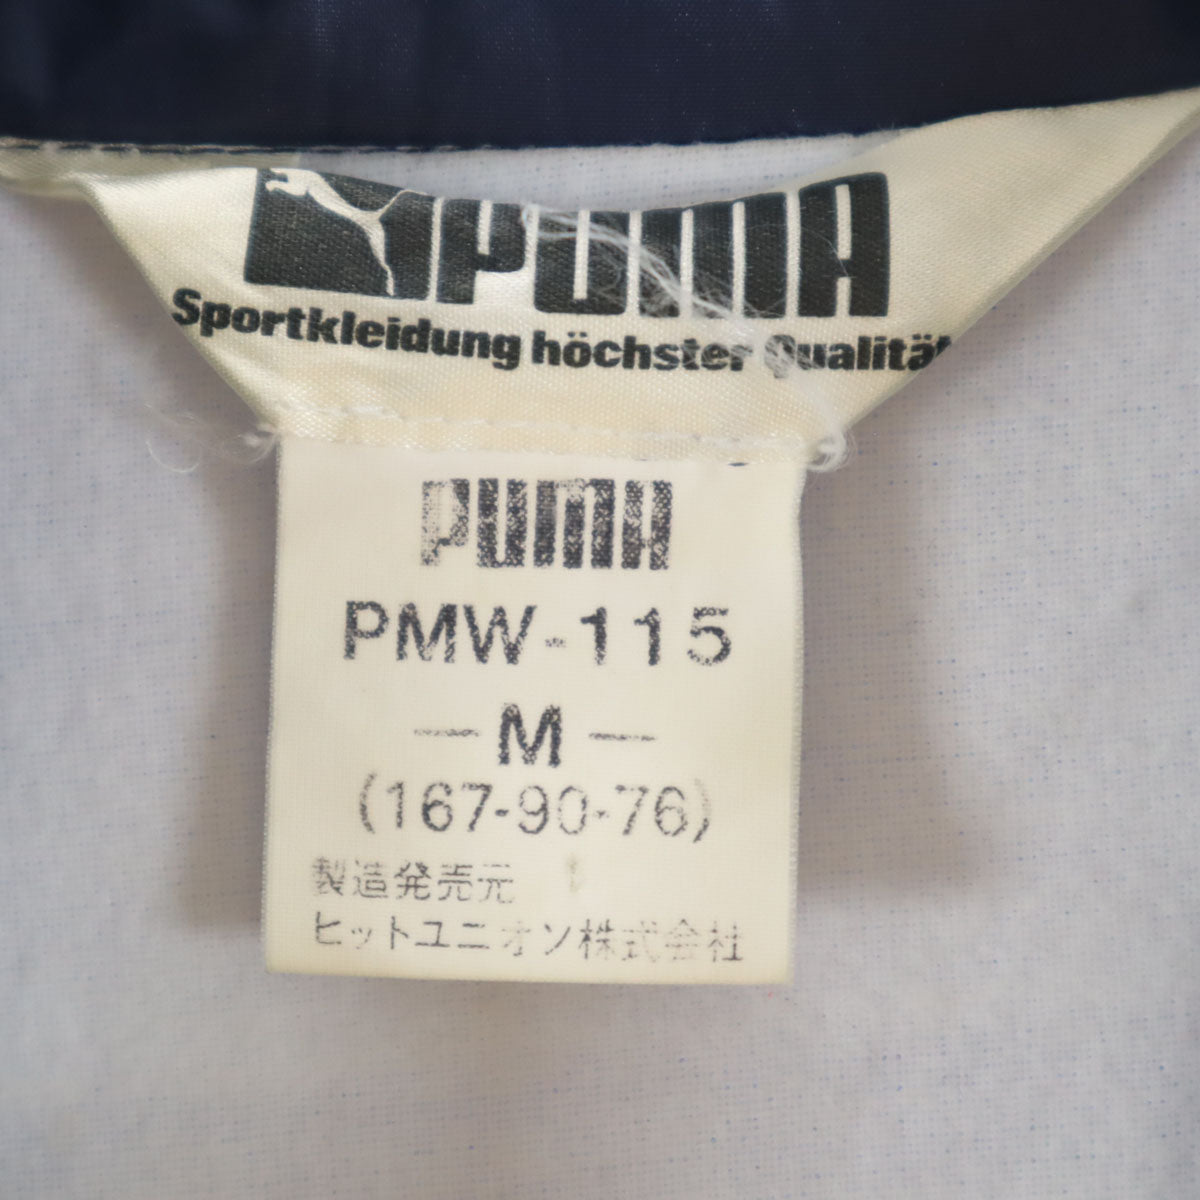 PUMA
Sportkleidung höchster Qualität
PUMA
PMW-115
—M—
(167-90-76)
製造発売元
ヒットユニオン株式会社